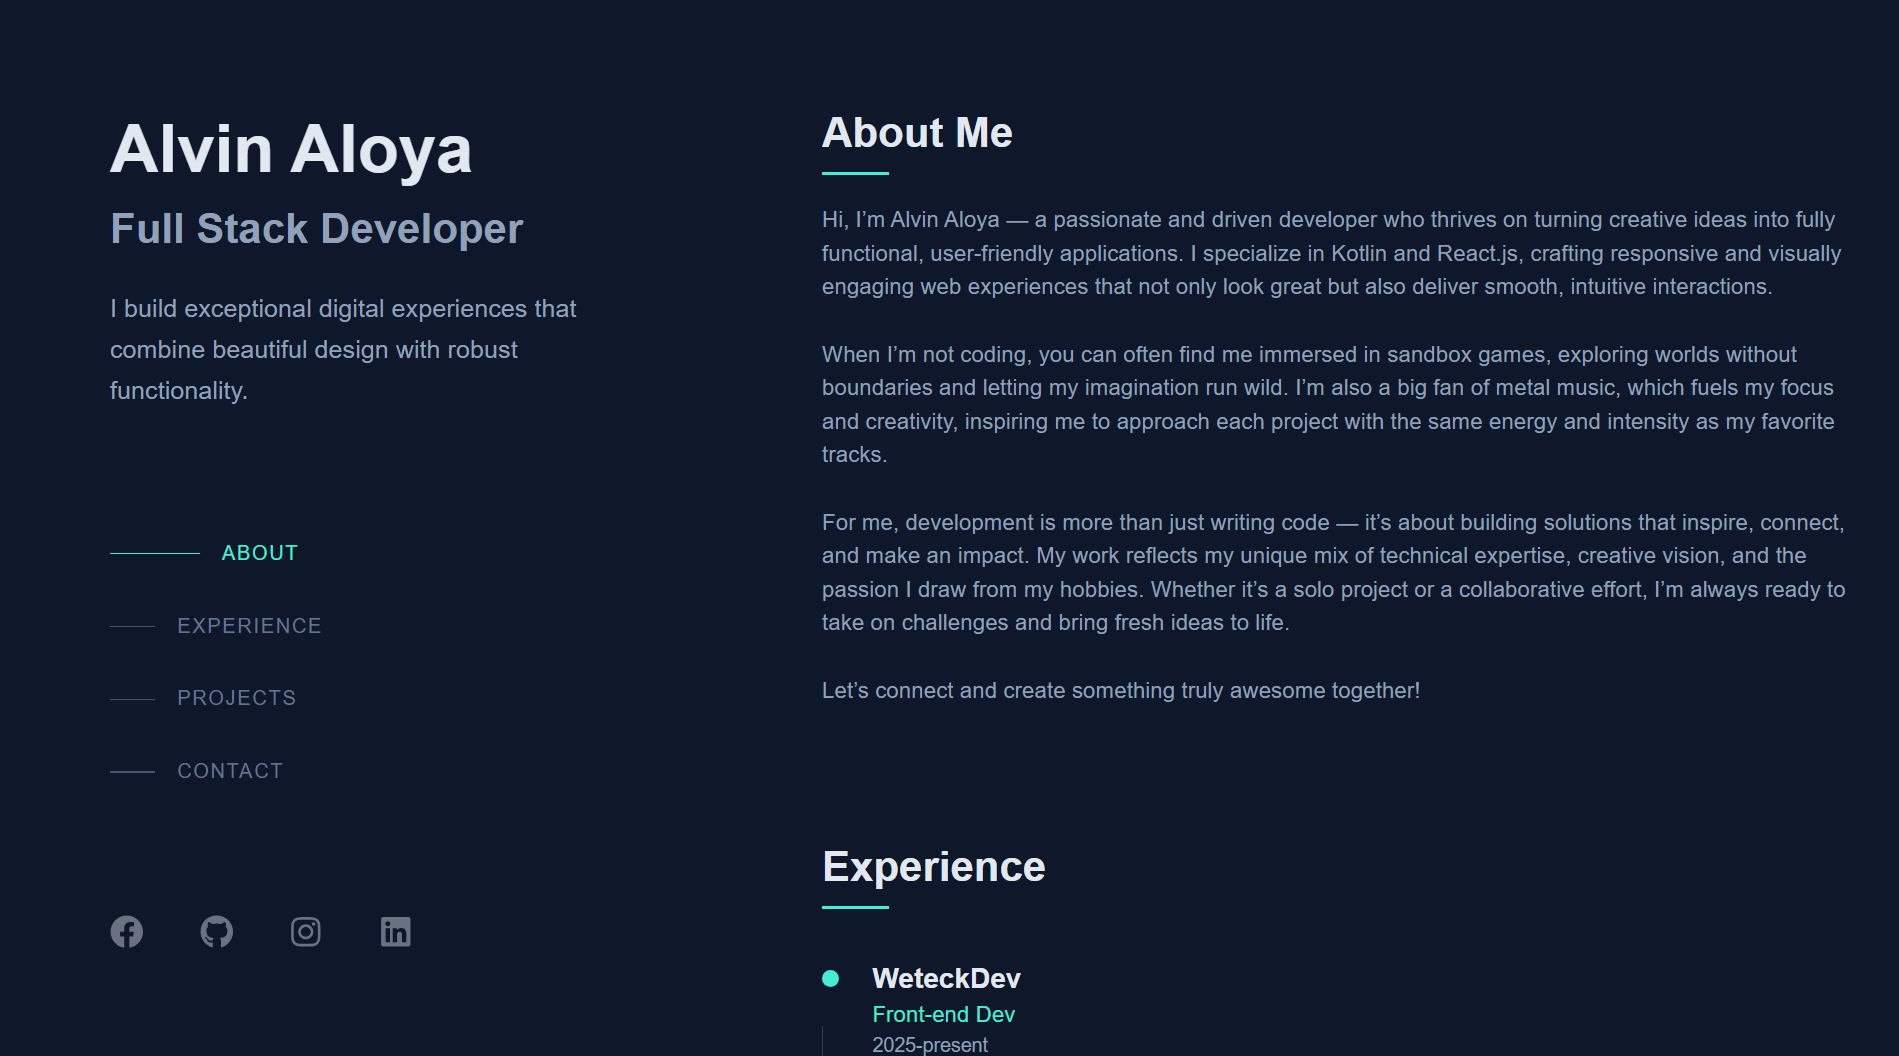 Alvin Aloya
Full Stack Developer
I build exceptional digital experiences that
combine beautiful design with robust
functionality.
ABOUT
EXPERIENCE
PROJECTS
CONTACT
About Me
Hi, I’m Alvin Aloya — a passionate and driven developer who thrives on turning creative ideas into fully
functional, user-friendly applications. I specialize in Kotlin and React.js, crafting responsive and visually
engaging web experiences that not only look great but also deliver smooth, intuitive interactions.
When I’m not coding, you can often find me immersed in sandbox games, exploring worlds without
boundaries and letting my imagination run wild. I’m also a big fan of metal music, which fuels my focus
and creativity, inspiring me to approach each project with the same energy and intensity as my favorite
tracks.
For me, development is more than just writing code — it’s about building solutions that inspire, connect,
and make an impact. My work reflects my unique mix of technical expertise, creative vision, and the
passion I draw from my hobbies. Whether it’s a solo project or a collaborative effort, I’m always ready to
take on challenges and bring fresh ideas to life.
Let’s connect and create something truly awesome together!
Experience
WeteckDev
Front-end Dev
2025-present